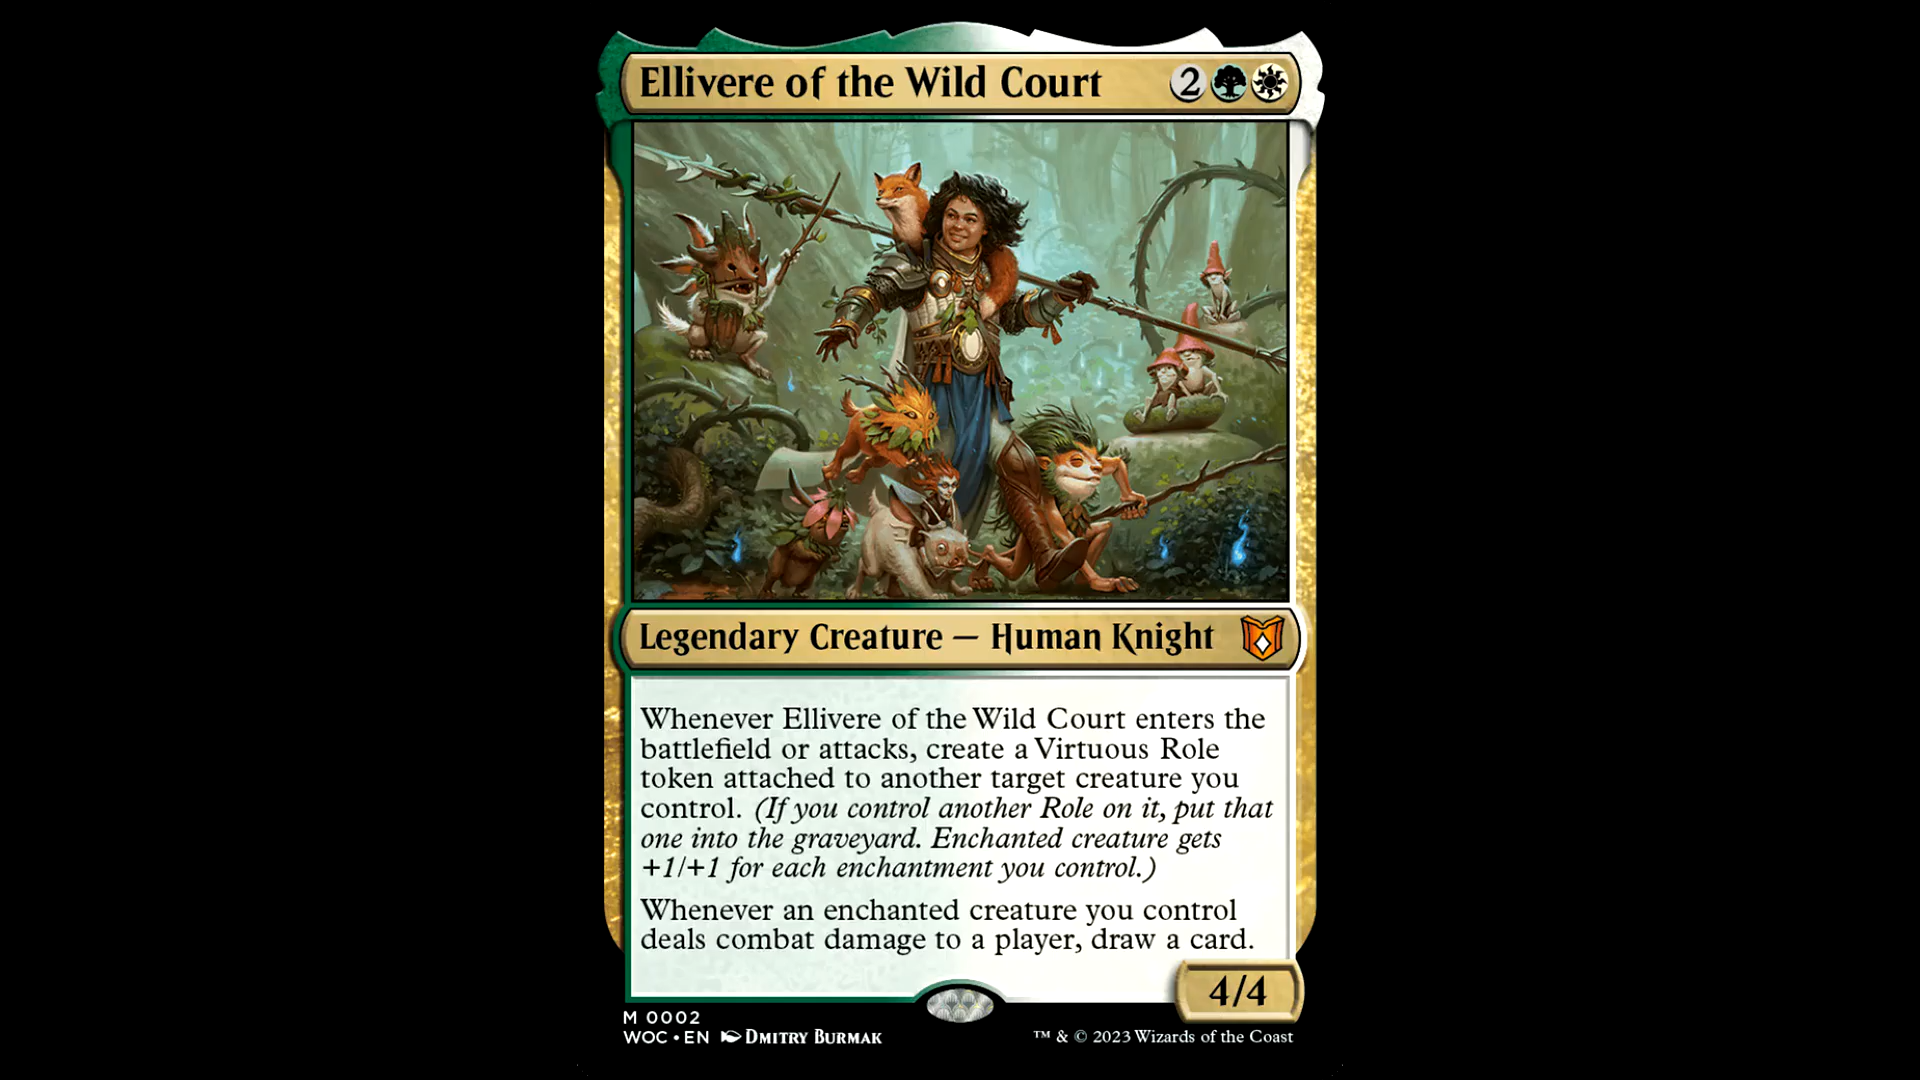 Ellivere of the Wild Court 2
Legendary Creature — Human Knight
Whenever Ellivere of the Wild Court enters the
battlefield or attacks, create a Virtuous Role
token attached to another target creature you
control. (If you control another Role on it, put that
one into the graveyard. Enchanted creature gets
+1/+1 for each enchantment you control.)
Whenever an enchanted creature you control
deals combat damage to a player, draw a card.
4/4
M 0002
WOC • EN DMITRY BURMAK
™ & © 2023 Wizards of the Coast